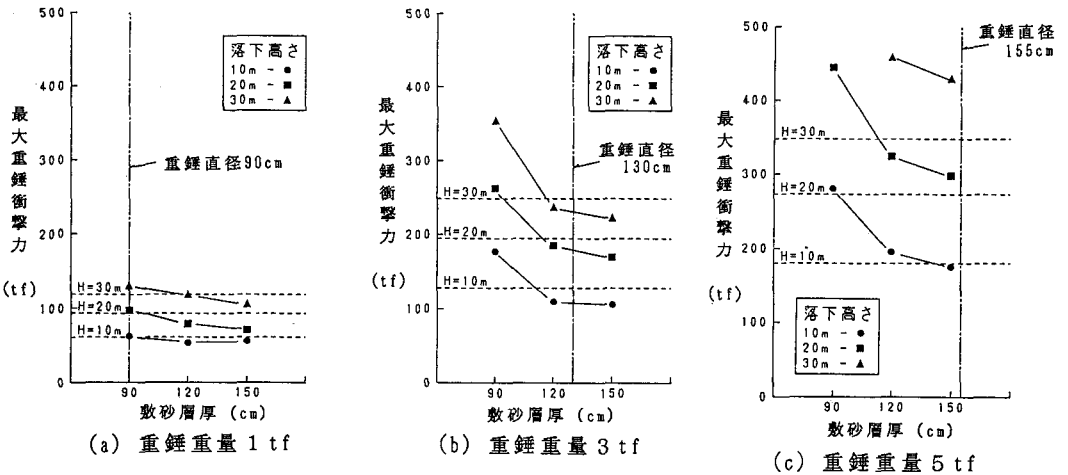 500
400
300
200
100
0
最大重錘衝撃力
(tf)
落下高さ
10m - ●
20m - ■
30m - ▲
重錘直径90cm
H=30m
H=20m
H=10m
90 120 150
敷砂層厚 (cm)
(a) 重錘重量 1 tf
500
400
300
200
100
0
最大重錘衝撃力
(tf)
落下高さ
10m - ●
20m - ■
30m - ▲
重錘直径
130cm
H=30m
H=20m
H=10m
90 120 150
敷砂層厚 (cm)
(b) 重錘重量 3 tf
500
400
300
200
100
0
最大重錘衝撃力
(tf)
重錘直径
155cm
H=30m
H=20m
H=10m
落下高さ
10m - ●
20m - ■
30m - ▲
90 120 150
敷砂層厚 (cm)
(c) 重錘重量 5 tf